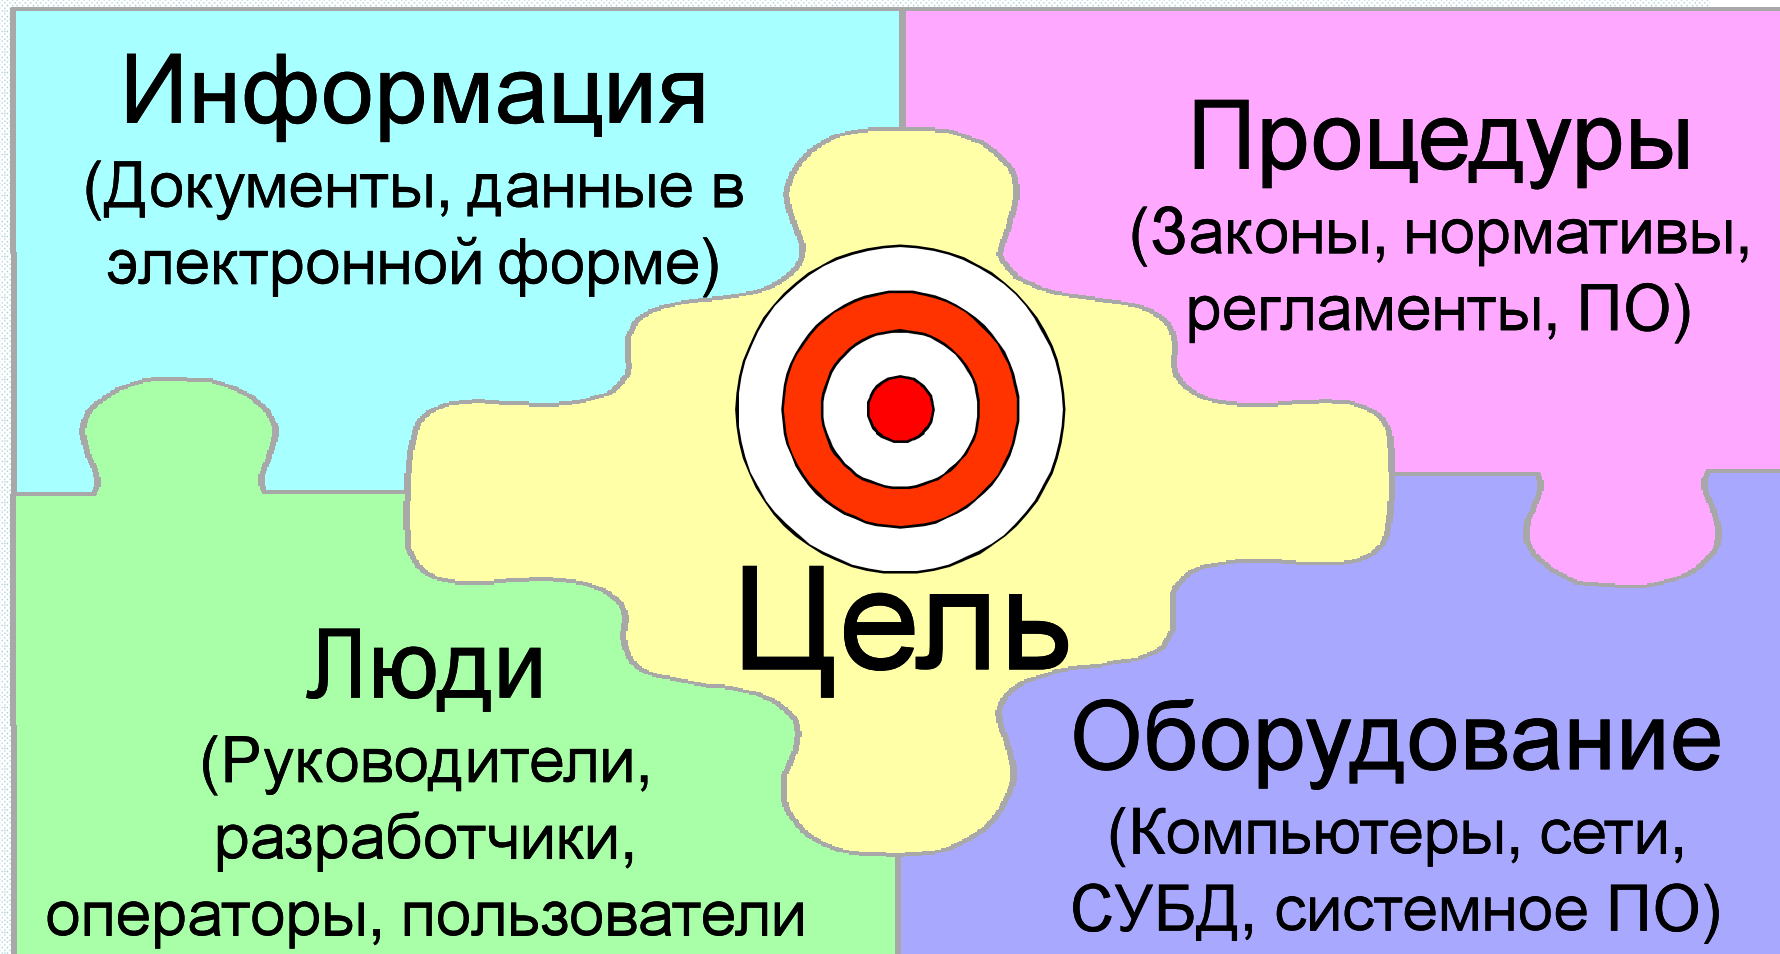 Информация
(Документы, данные в
электронной форме)
Процедуры
(Законы, нормативы,
регламенты, ПО)
Цель
Люди
(Руководители,
разработчики,
операторы, пользователи
Оборудование
(Компьютеры, сети,
СУБД, системное ПО)